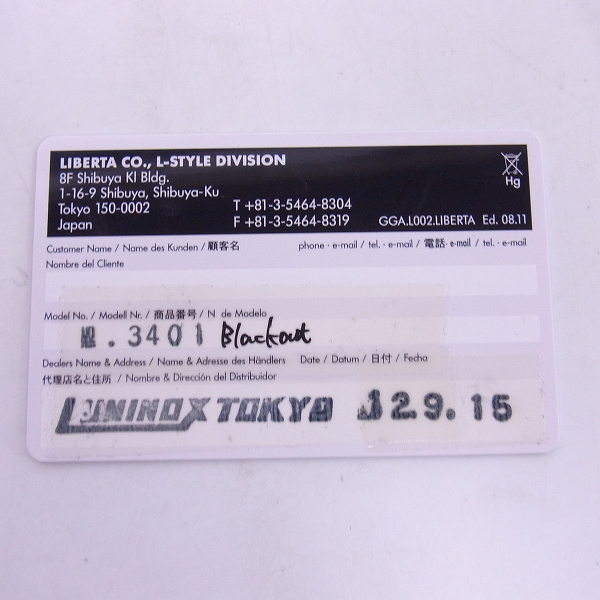 LIBERTA CO., L-STYLE DIVISION
8F Shibuya KI Bldg.
1-16-9 Shibuya, Shibuya-Ku
Tokyo 150-0002 T +81-3-5464-8304
Japan F +81-3-5464-8319 GGA.L002.LIBERTA Ed. 08.11
Hg
Customer Name / Name des Kunden / 顧客名 phone - e-mail / tel. - e-mail / 電話- e-mail / tel. - e-mail
Nombre del Cliente
Model No. / Modell Nr. / 商品番号 / N de Modelo
.3401 Blackout
Dealers Name & Address / Name & Adresse des Händlers Date / Datum / 日付 / Fecha
代理店名と住所 / Nombre & Dirección del Distribuidor
LUMINOX TOKYO 12.9.15